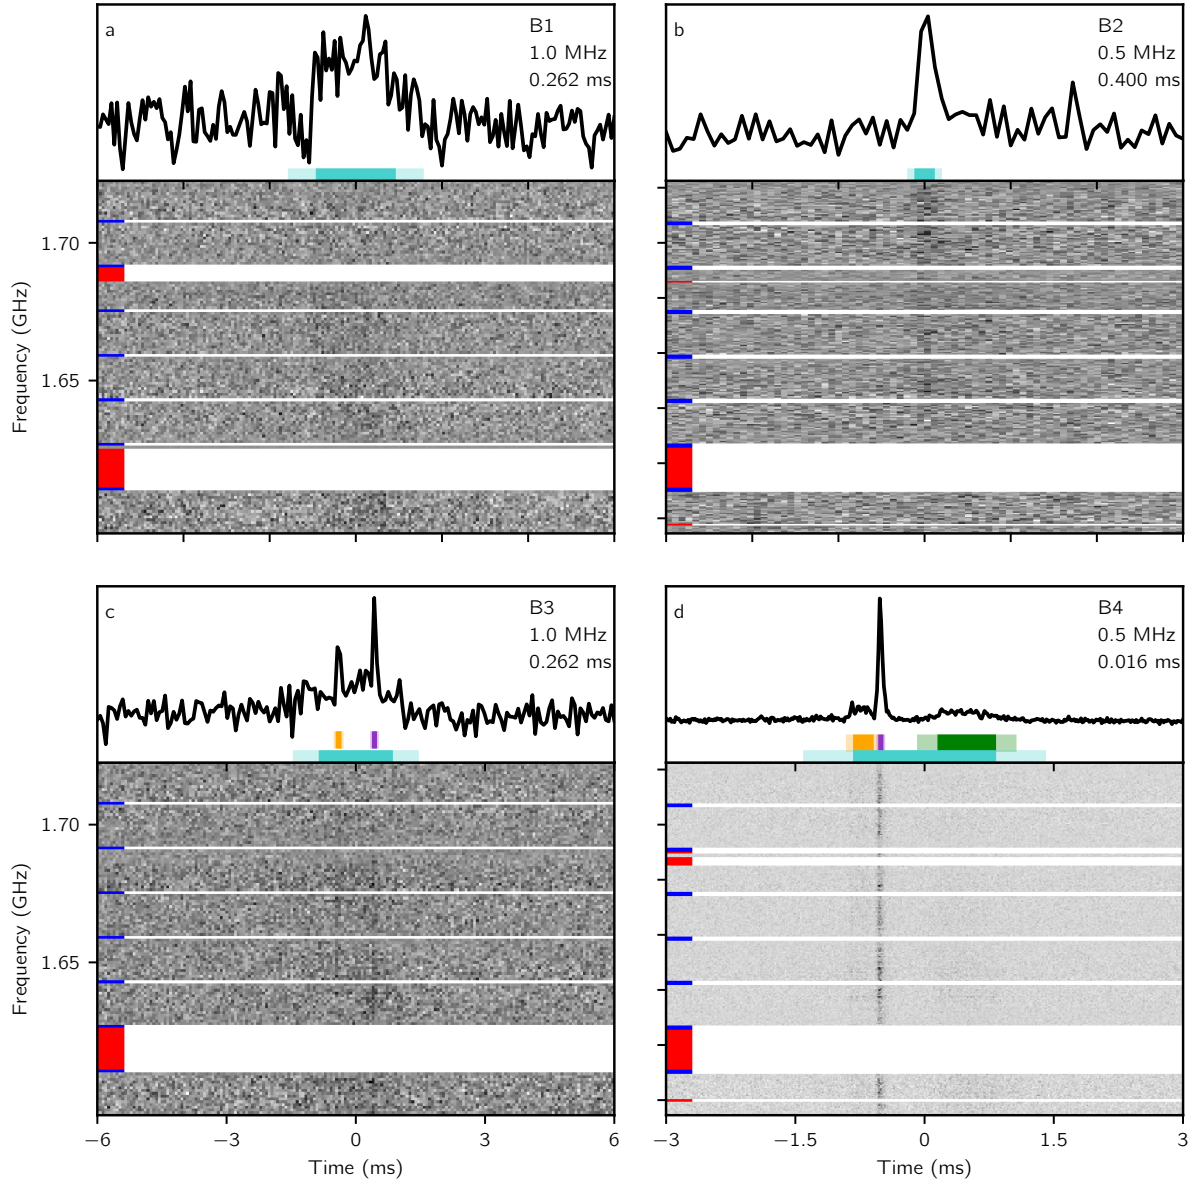 a
B1
1.0 MHz
0.262 ms
b
B2
0.5 MHz
0.400 ms
1.70
1.65
Frequency (GHz)
c
B3
1.0 MHz
0.262 ms
d
B4
0.5 MHz
0.016 ms
1.70
1.65
Frequency (GHz)
−6 −3 0 3 6
Time (ms)
−3 −1.5 0 1.5 3
Time (ms)